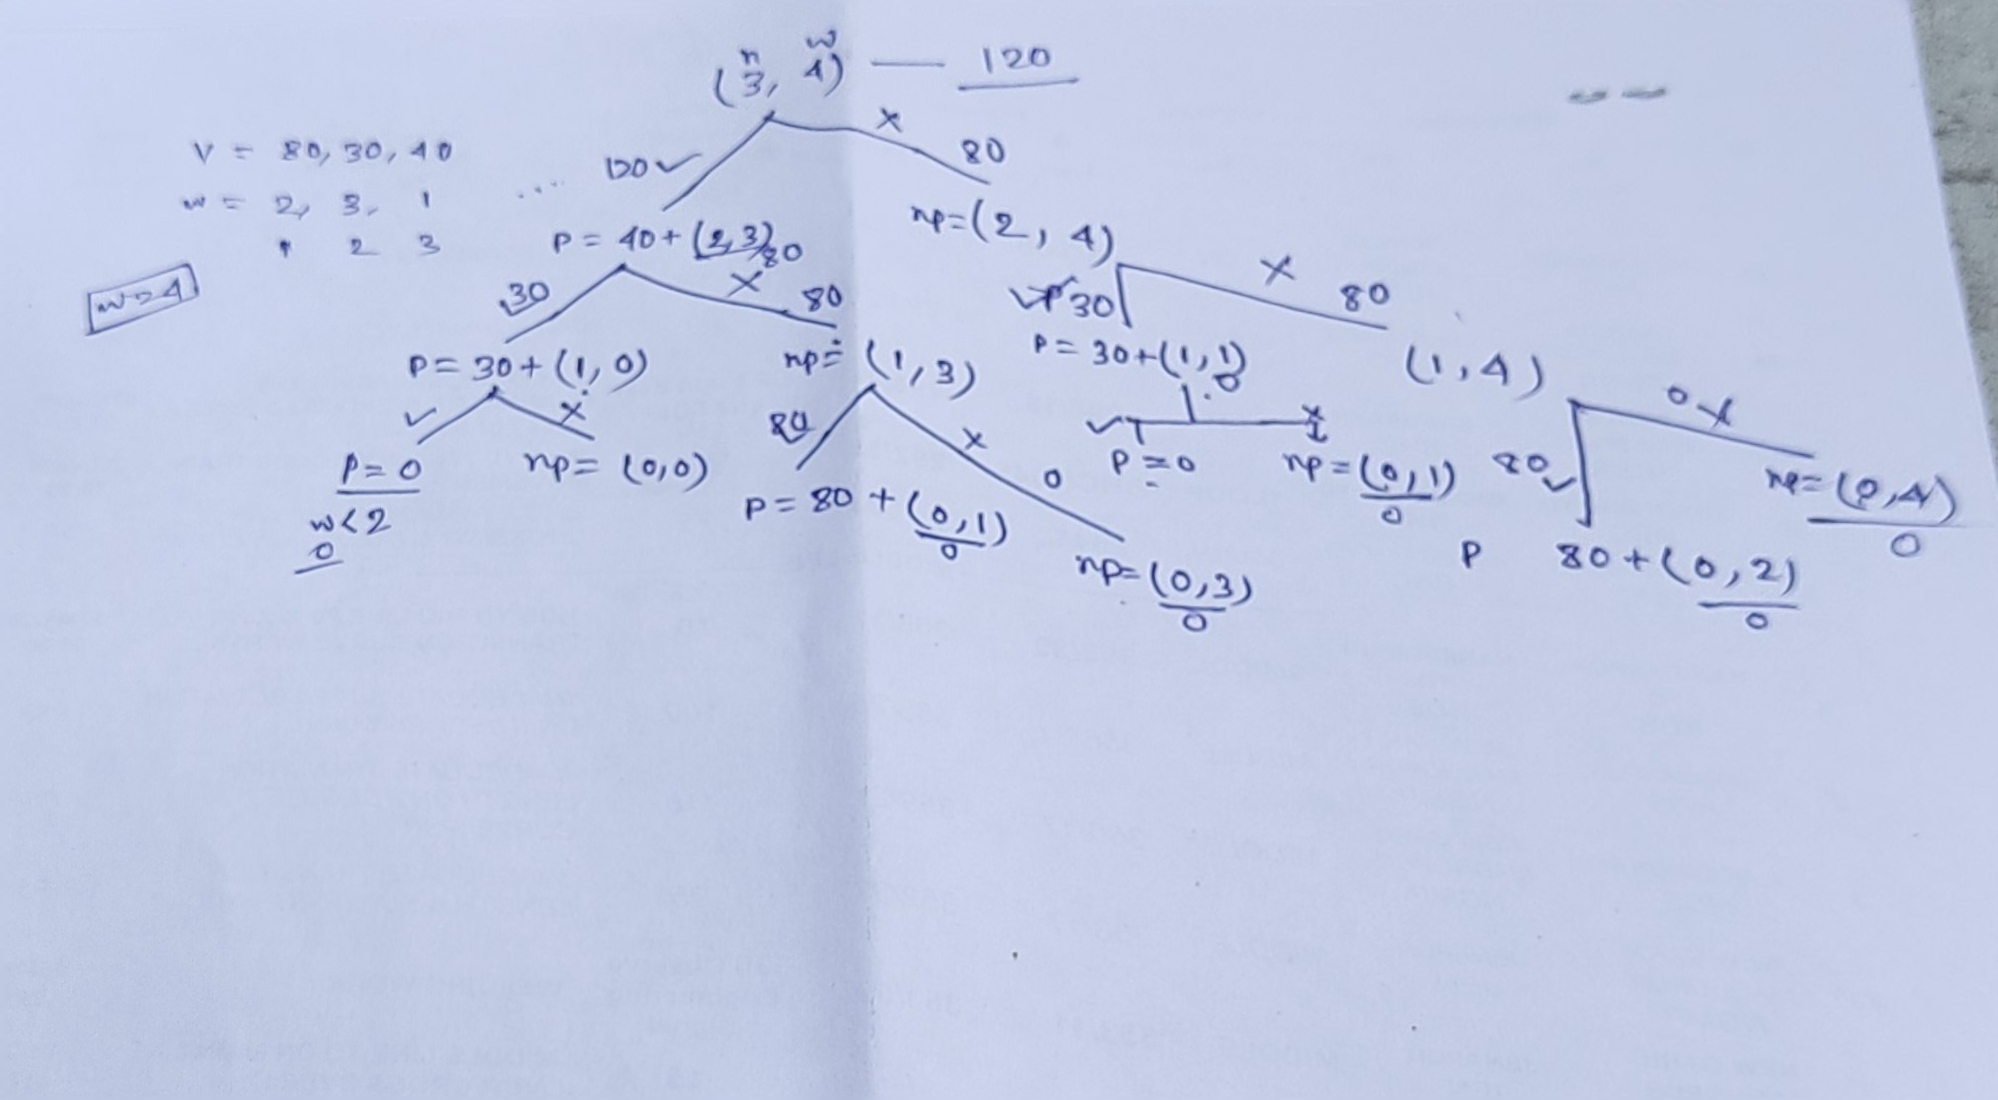 n w
(3, 4) — 120
V = 80, 30, 40
w = 2, 3, 1
1 2 3
w=4
120 ✓ x 80
P = 40 + (2,3) 80
np=(2, 4)
30 x 80
✓ P 30 x 80
P = 30 + (1, 0)
np= (1, 3)
P = 30+(1,1) 0
(1, 4)
✓ x
80 x 0
✓ x
80 ✓ 0 x
P = 0
w<2
0
np= (0,0)
P = 80 + (0,1)
0
np= (0,3)
0
P = 0
np=(0,1)
0
P 80 + (0, 2)
0
np= (0,4)
0